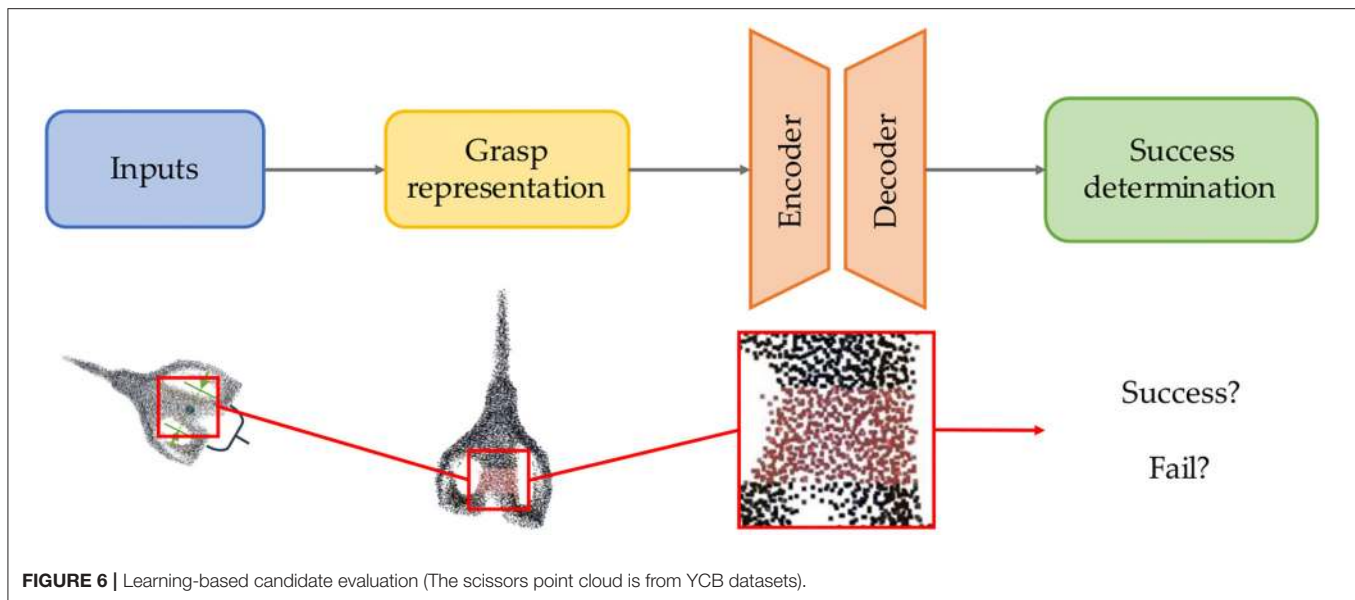 Inputs
Grasp
representation
Encoder
Decoder
Success
determination
Success?
Fail?
FIGURE 6 | Learning-based candidate evaluation (The scissors point cloud is from YCB datasets).